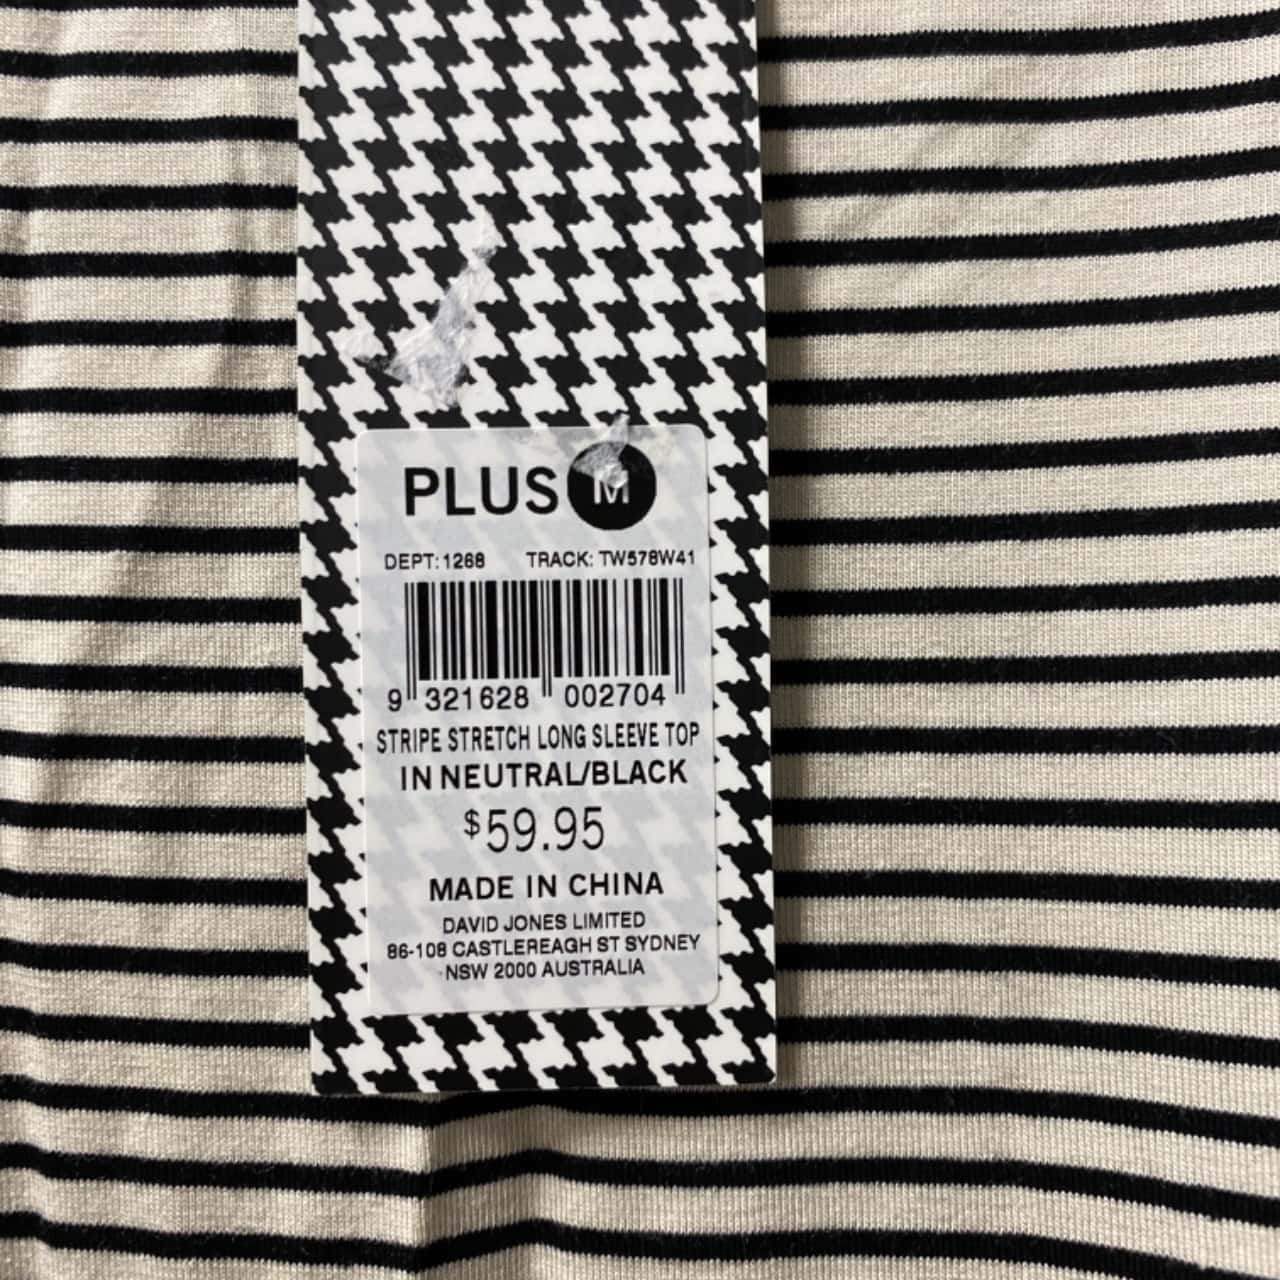 PLUS M
DEPT: 1268 TRACK: TW578W41
9 321628 002704
STRIPE STRETCH LONG SLEEVE TOP
IN NEUTRAL/BLACK
$59.95
MADE IN CHINA
DAVID JONES LIMITED
86-108 CASTLEREAGH ST SYDNEY
NSW 2000 AUSTRALIA